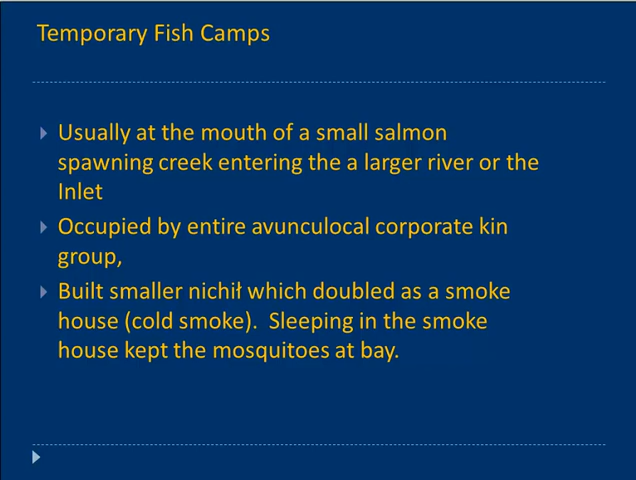 Temporary Fish Camps
Usually at the mouth of a small salmon
spawning creek entering the a larger river or the
Inlet
Occupied by entire avunculocal corporate kin
group,
Built smaller nichił which doubled as a smoke
house (cold smoke).  Sleeping in the smoke
house kept the mosquitoes at bay.